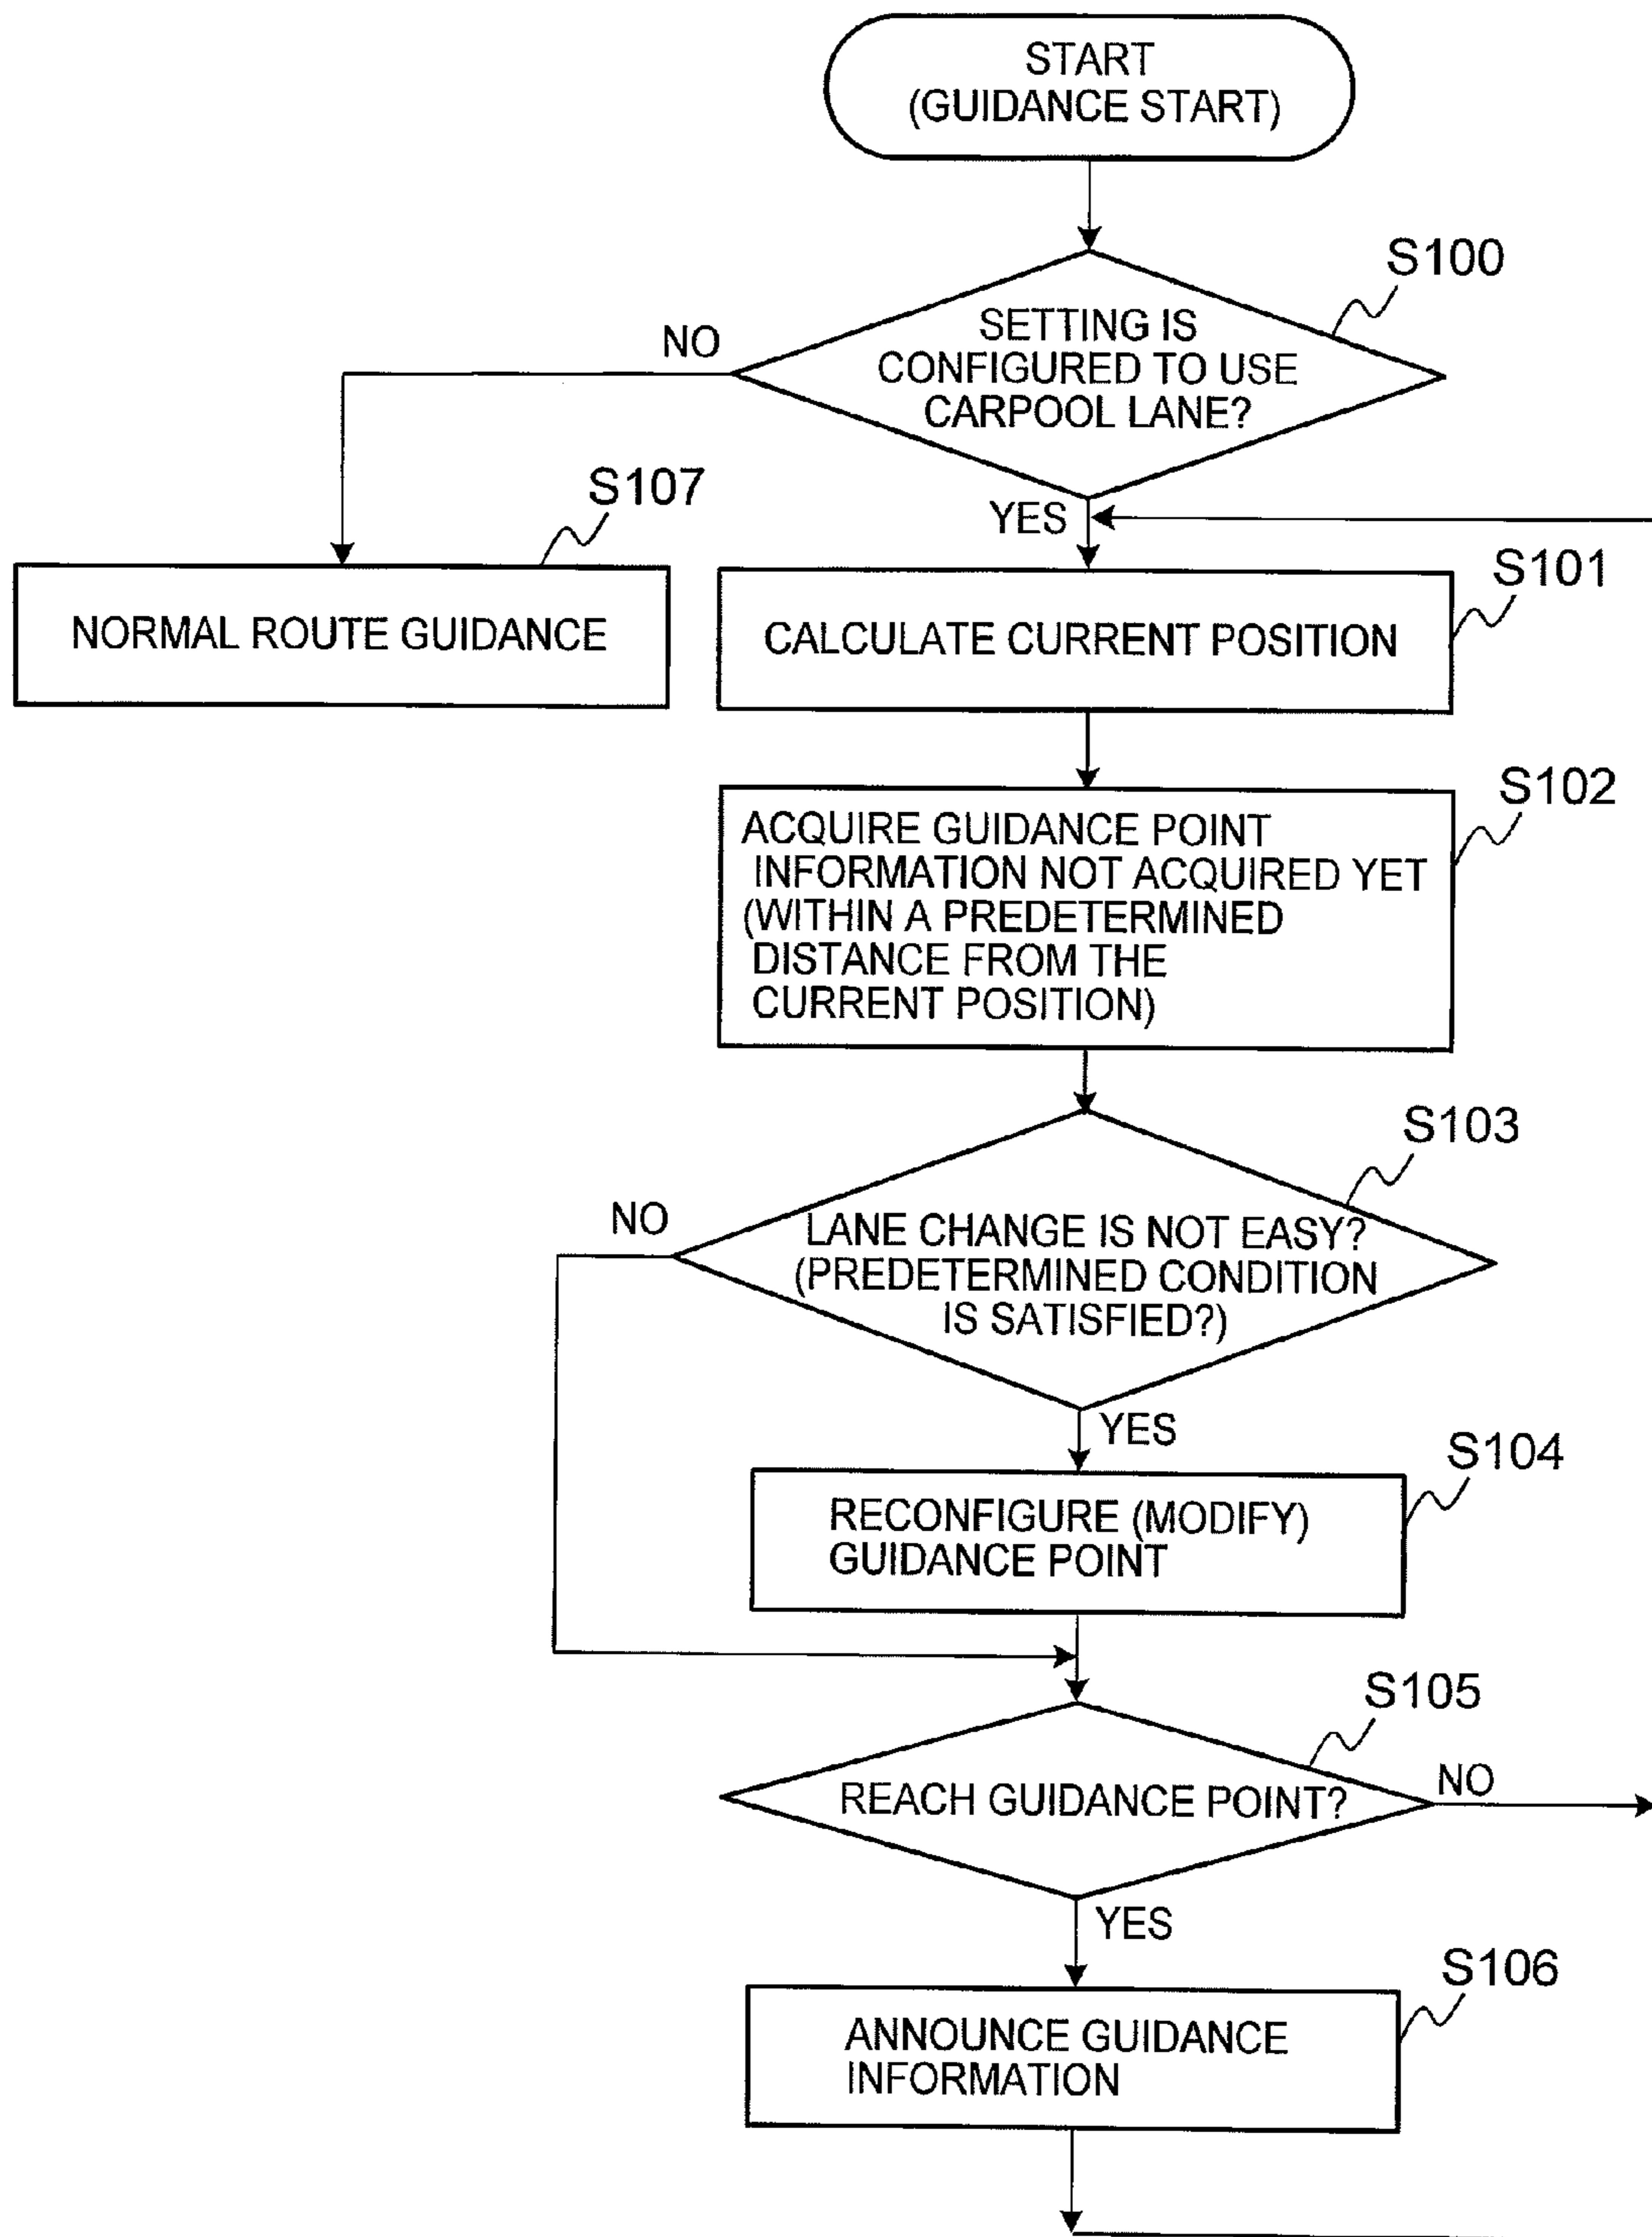 START
(GUIDANCE START)
S100
SETTING IS
CONFIGURED TO USE
CARPOOL LANE?
NO
YES
S107
NORMAL ROUTE GUIDANCE
S101
CALCULATE CURRENT POSITION
S102
ACQUIRE GUIDANCE POINT
INFORMATION NOT ACQUIRED YET
(WITHIN A PREDETERMINED
DISTANCE FROM THE
CURRENT POSITION)
S103
NO
LANE CHANGE IS NOT EASY?
(PREDETERMINED CONDITION
IS SATISFIED?)
YES
S104
RECONFIGURE (MODIFY)
GUIDANCE POINT
S105
REACH GUIDANCE POINT?
NO
YES
S106
ANNOUNCE GUIDANCE
INFORMATION